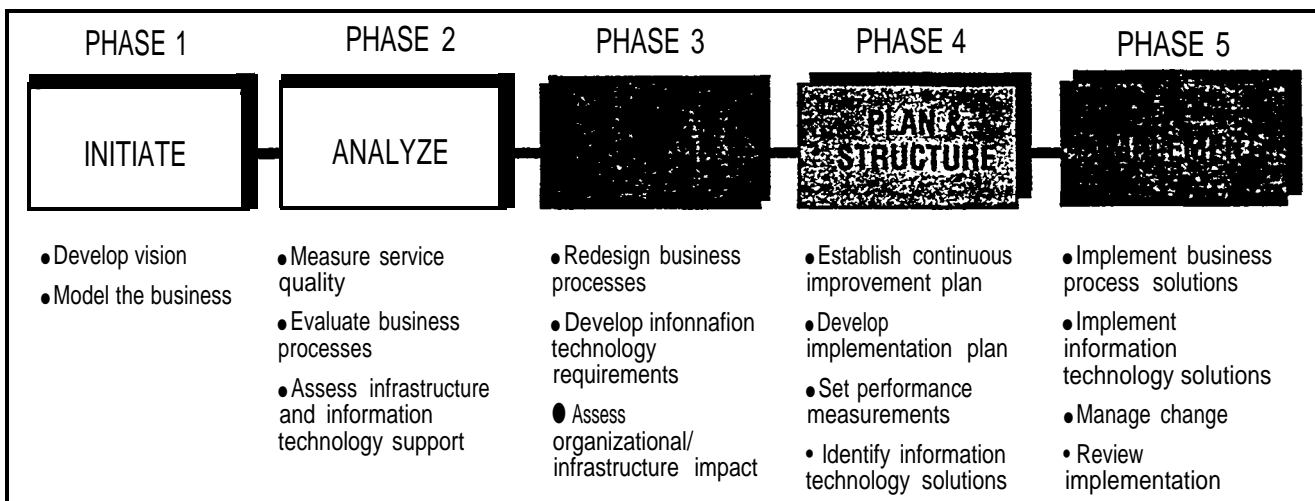 PHASE 1
PHASE 2
PHASE 3
PHASE 4
PHASE 5
INITIATE
ANALYZE
PLAN &
STRUCTURE
●Develop vision
●Model the business
●Measure service
quality
●Evaluate business
processes
●Assess infrastructure
and information
technology support
●Redesign business
processes
●Develop infonnafion
technology
requirements
●Assess
organizational/
infrastructure impact
●Establish continuous
improvement plan
●Develop
implementation plan
●Set performance
measurements
• Identify information
technology solutions
●Implement business
process solutions
●Implement
information
technology solutions
●Manage change
• Review
implementation